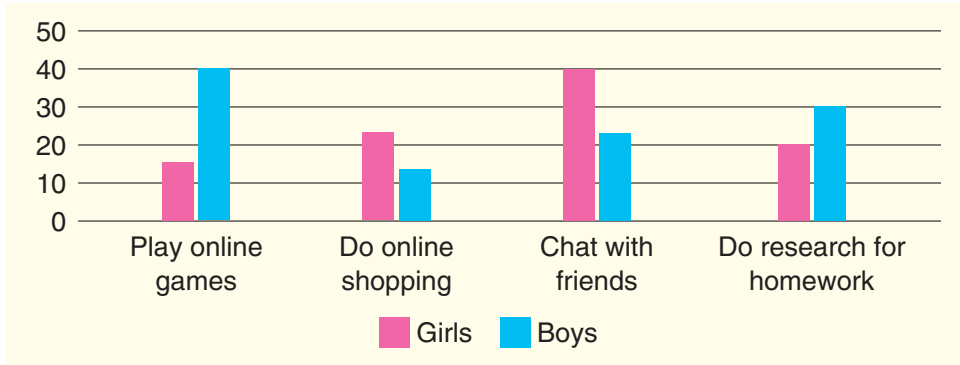 50
40
30
20
10
0
Play online
games
Do online
shopping
Chat with
friends
Do research for
homework
Girls
Boys